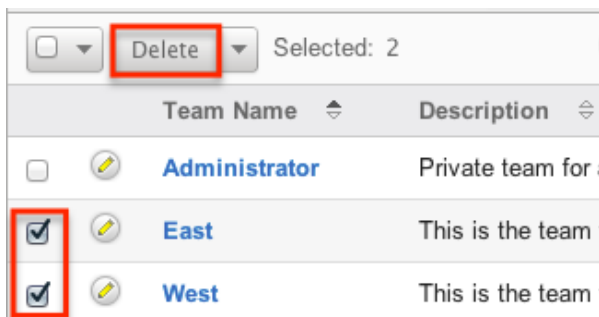 Delete Selected: 2
Team Name Description
Administrator Private team for
East This is the team
West This is the team